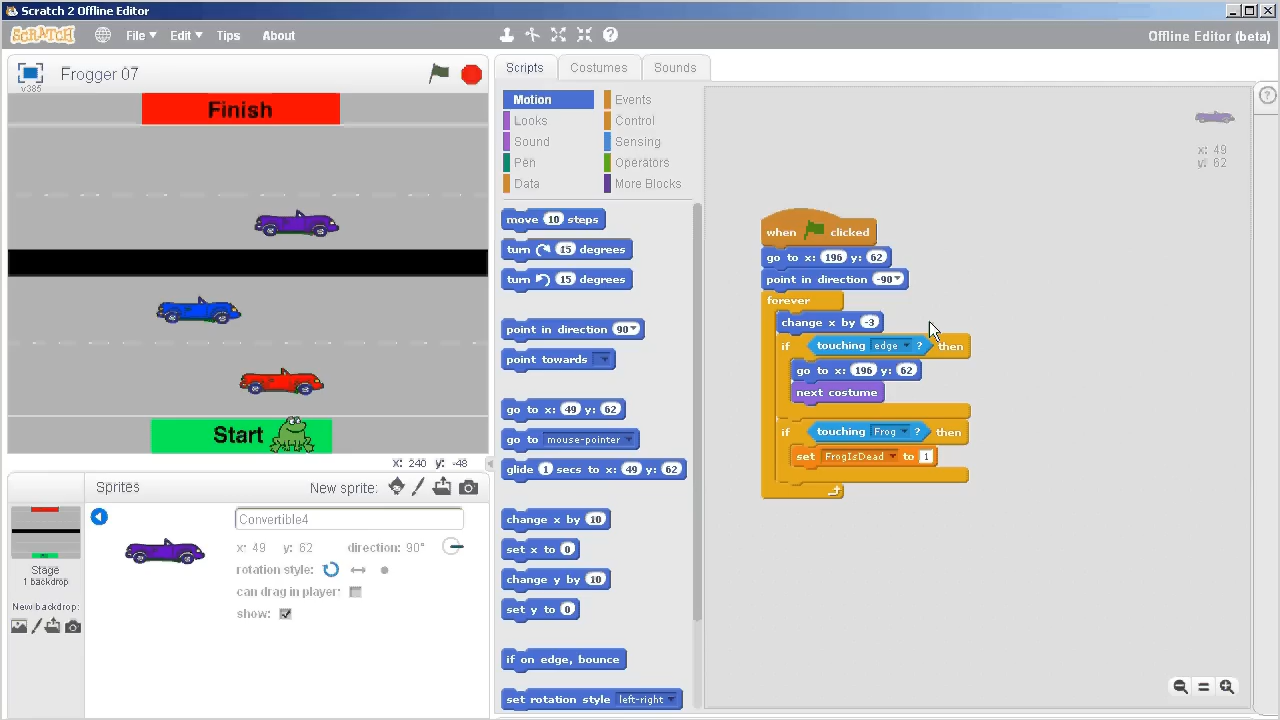 Scratch 2 Offline Editor
SCRATCH File Edit Tips About Offline Editor (beta)
Frogger 07
v385
Finish
Start
X: 240 y: -48
Sprites New sprite:
Stage
1 backdrop
New backdrop:
Convertible4
x: 49 y: 62 direction: 90°
rotation style:
can drag in player:
show:
Scripts Costumes Sounds
Motion Events
Looks Control
Sound Sensing
Pen Operators
Data More Blocks
move 10 steps
turn 15 degrees
turn 15 degrees
point in direction 90
point towards
go to x: 49 y: 62
go to mouse-pointer
glide 1 secs to x: 49 y: 62
change x by 10
set x to 0
change y by 10
set y to 0
if on edge, bounce
set rotation style left-right
when clicked
go to x: 196 y: 62
point in direction -90
forever
change x by -3
if touching edge ? then
go to x: 196 y: 62
next costume
if touching Frog ? then
set FrogIsDead to 1
x: 49
y: 62